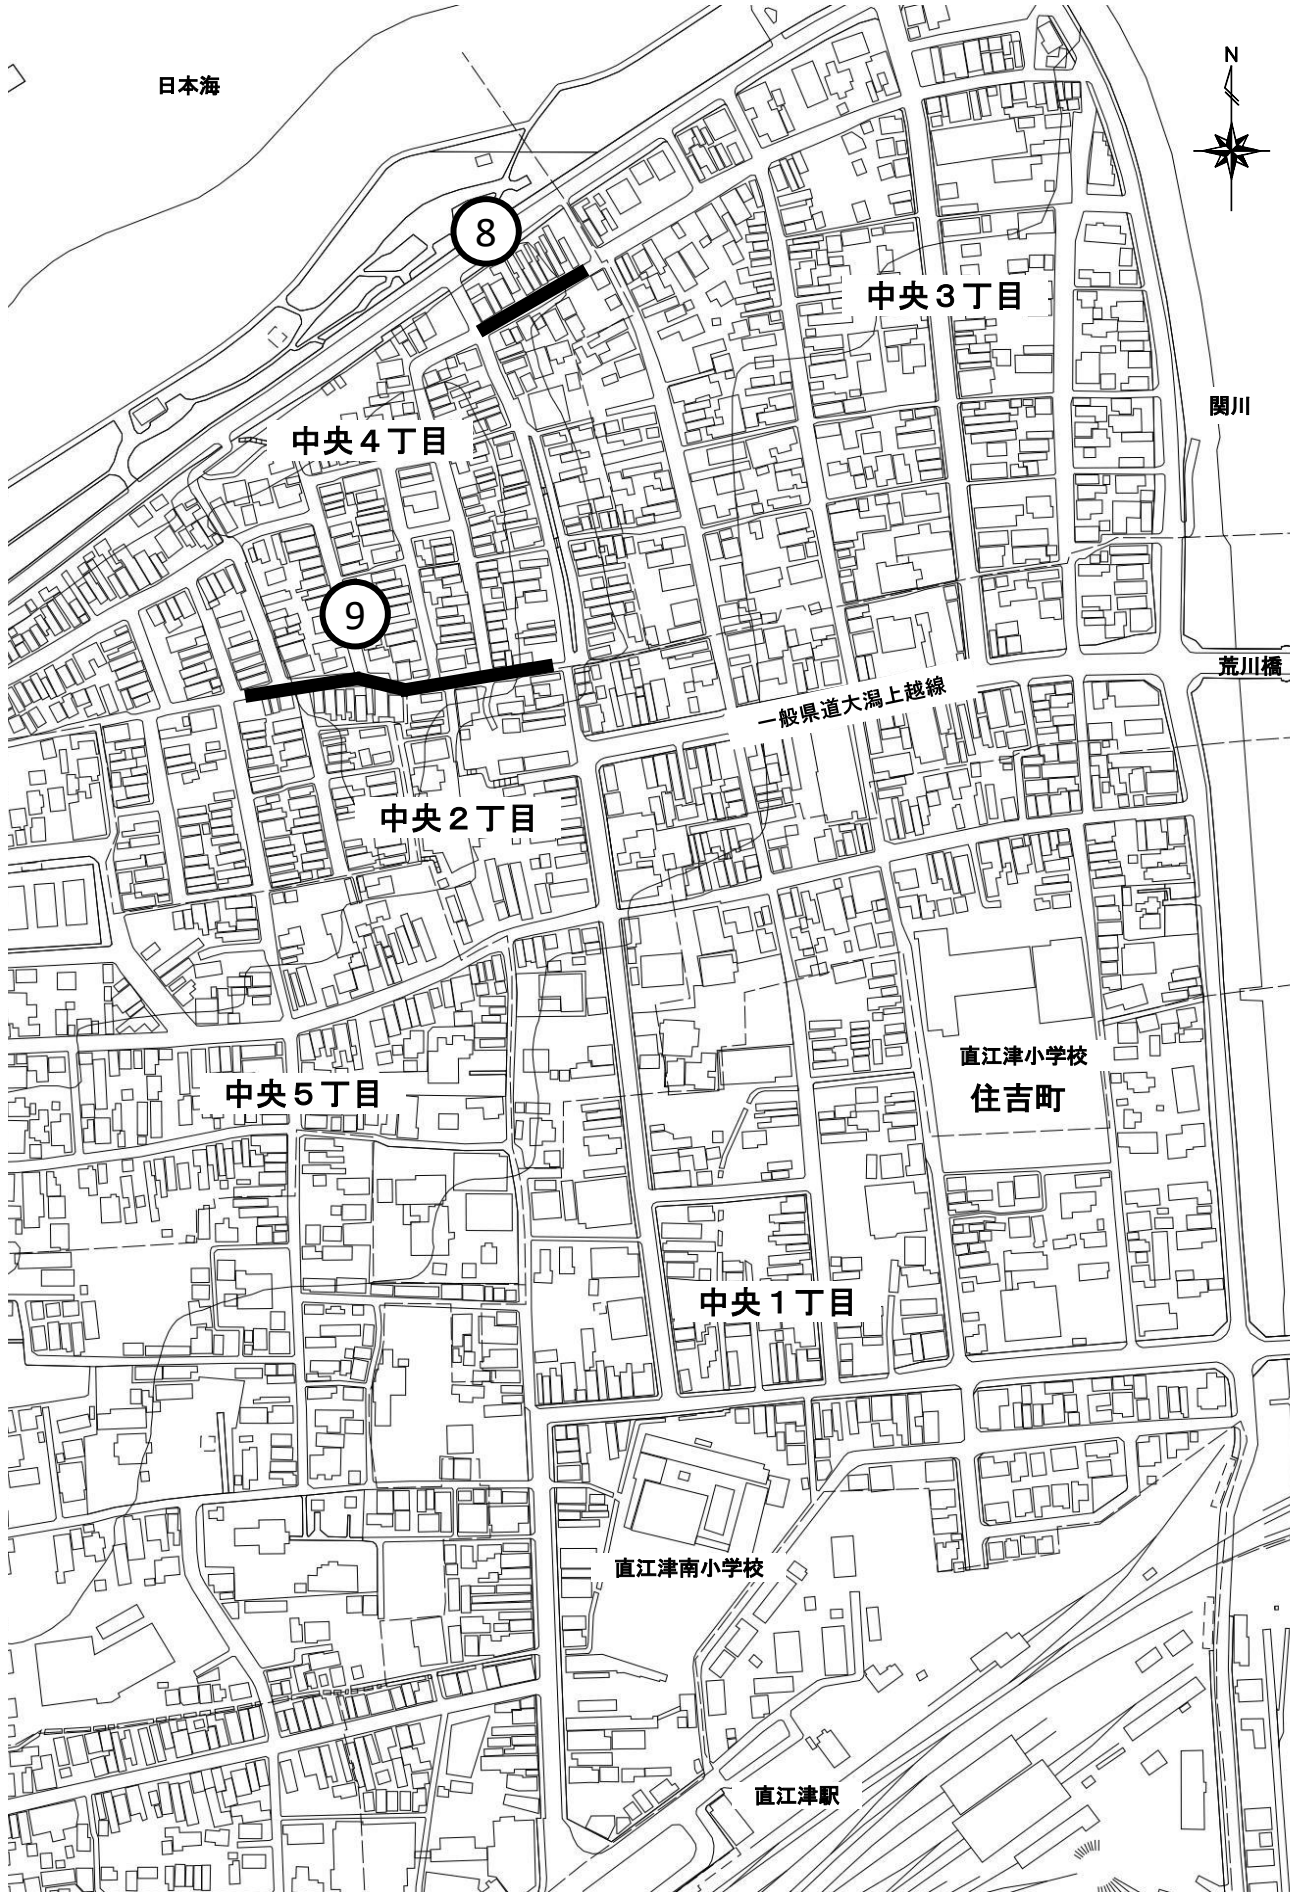 日本海
N
8
中央３丁目
関川
中央４丁目
9
荒川橋
一般県道大潟上越線
中央２丁目
直江津小学校
住吉町
中央５丁目
中央１丁目
直江津南小学校
直江津駅